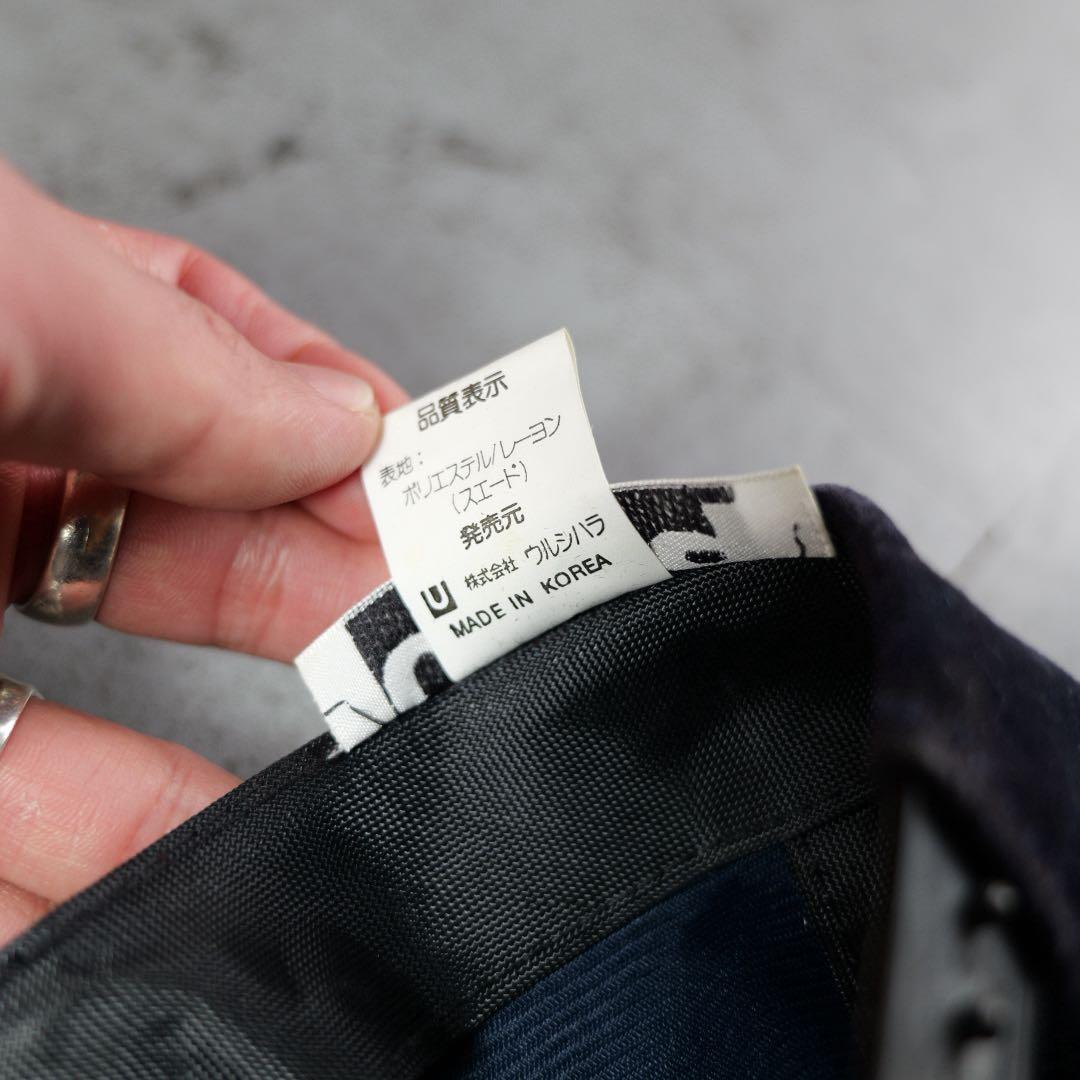 品質表示
表地：
ポリエステル/レーヨン
(スエード)
発売元
U 株式会社 ウルシハラ
MADE IN KOREA